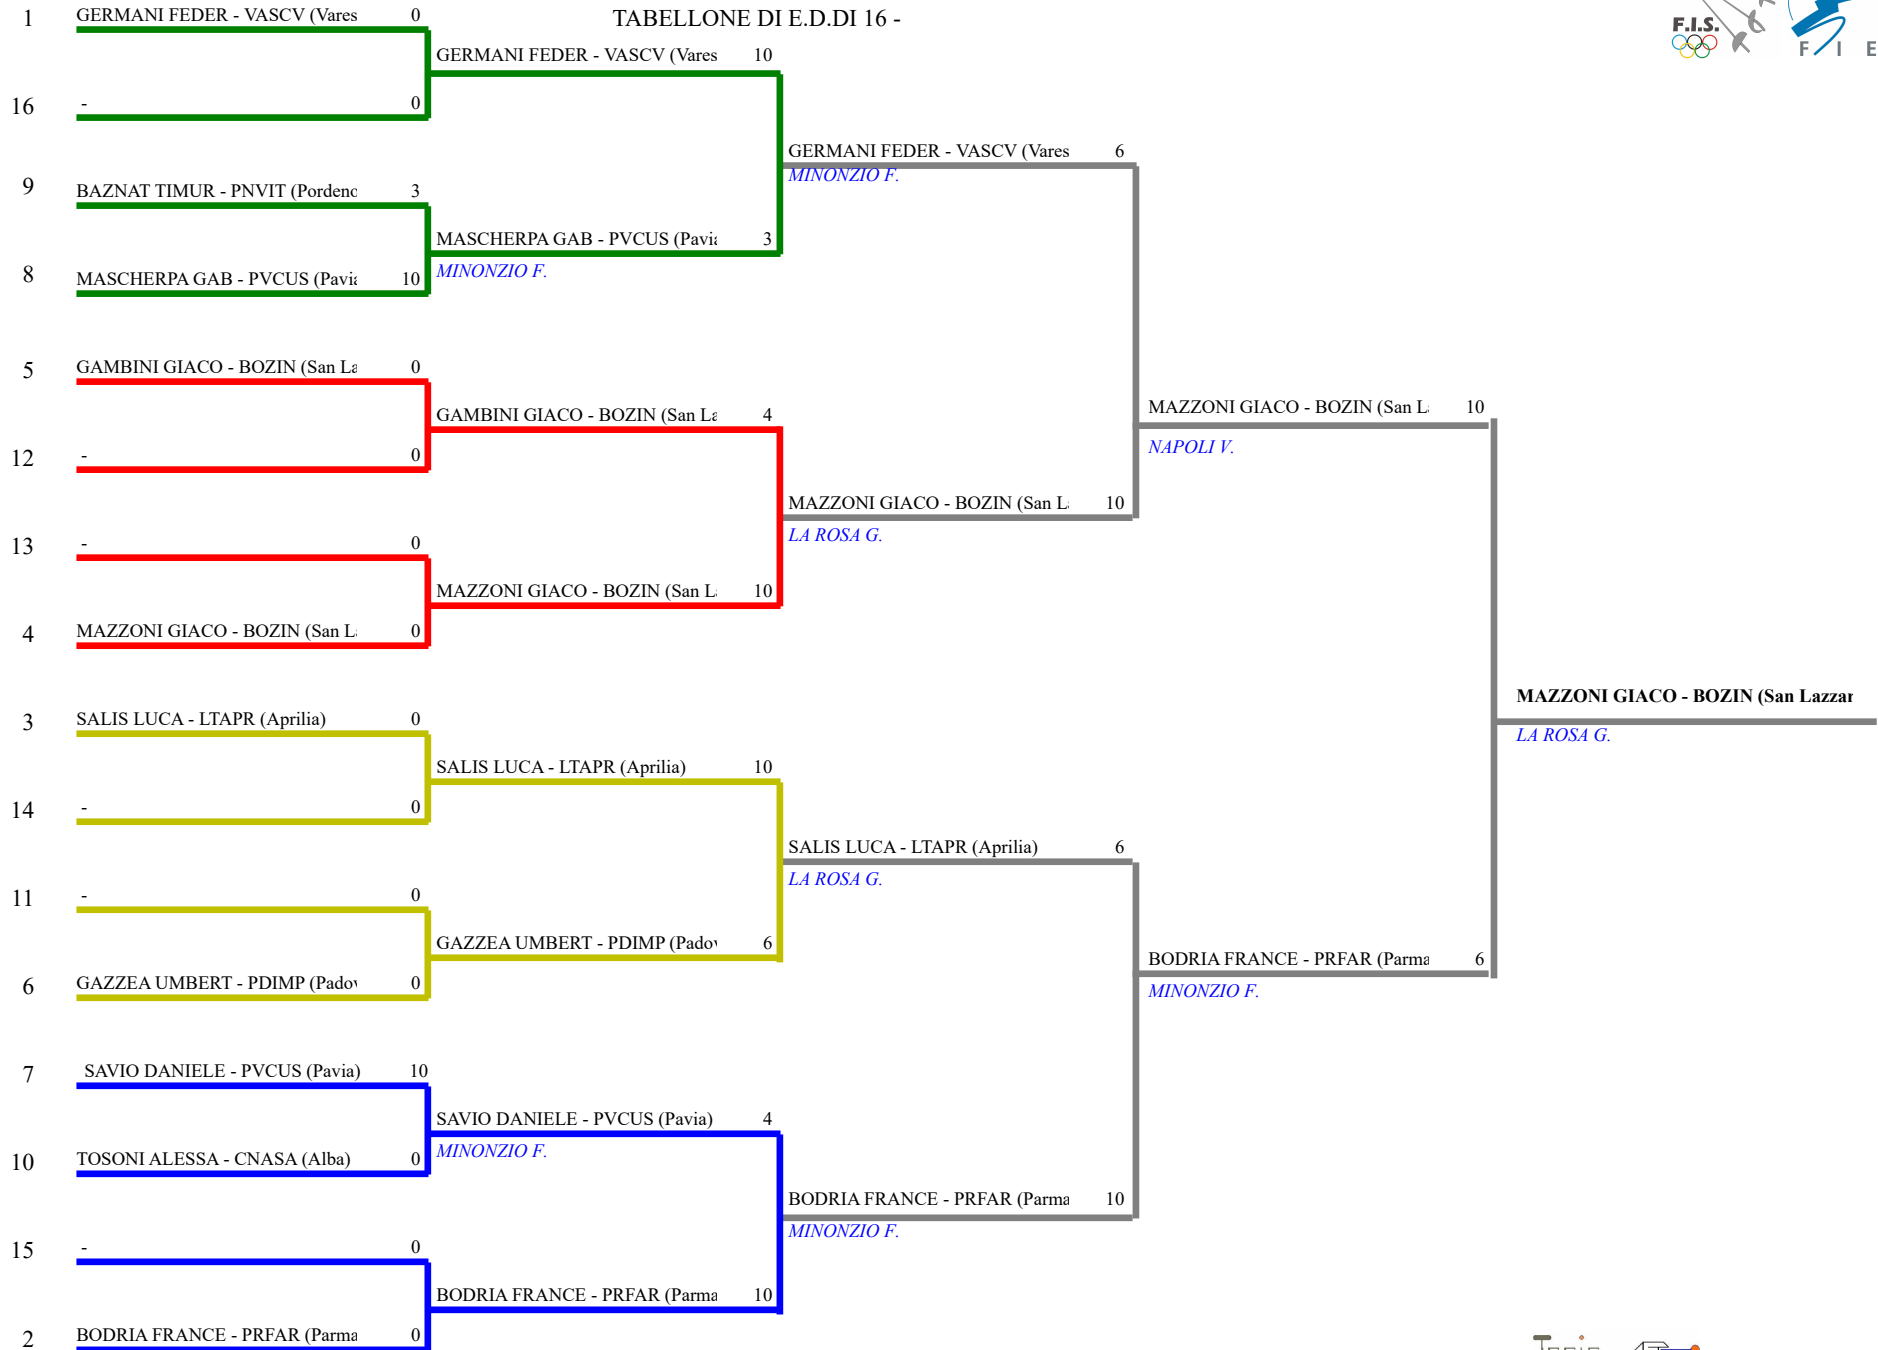 TABELLONE DI E.D.DI 16 -
F.I.S.
F I E
1 GERMANI FEDER - VASCV (Vares 0
GERMANI FEDER - VASCV (Vares 10
16 - 0
GERMANI FEDER - VASCV (Vares 6
MINONZIO F.
9 BAZNAT TIMUR - PNVIT (Pordeno 3
MASCHERPA GAB - PVCUS (Pavia 3
MINONZIO F.
8 MASCHERPA GAB - PVCUS (Pavia 10
5 GAMBINI GIACO - BOZIN (San La 0
MAZZONI GIACO - BOZIN (San La 10
NAPOLI V.
GAMBINI GIACO - BOZIN (San La 4
12 - 0
MAZZONI GIACO - BOZIN (San La 10
LA ROSA G.
13 - 0
MAZZONI GIACO - BOZIN (San La 10
4 MAZZONI GIACO - BOZIN (San La 0
MAZZONI GIACO - BOZIN (San Lazzar
LA ROSA G.
3 SALIS LUCA - LTAPR (Aprilia) 0
SALIS LUCA - LTAPR (Aprilia) 10
14 - 0
SALIS LUCA - LTAPR (Aprilia) 6
LA ROSA G.
11 - 0
GAZZEA UMBERT - PDIMP (Padov 6
BODRIA FRANCE - PRFAR (Parma 6
MINONZIO F.
6 GAZZEA UMBERT - PDIMP (Padov 0
7 SAVIO DANIELE - PVCUS (Pavia) 10
SAVIO DANIELE - PVCUS (Pavia) 4
MINONZIO F.
10 TOSONI ALESSA - CNASA (Alba) 0
BODRIA FRANCE - PRFAR (Parma 10
MINONZIO F.
15 - 0
BODRIA FRANCE - PRFAR (Parma 10
2 BODRIA FRANCE - PRFAR (Parma 0